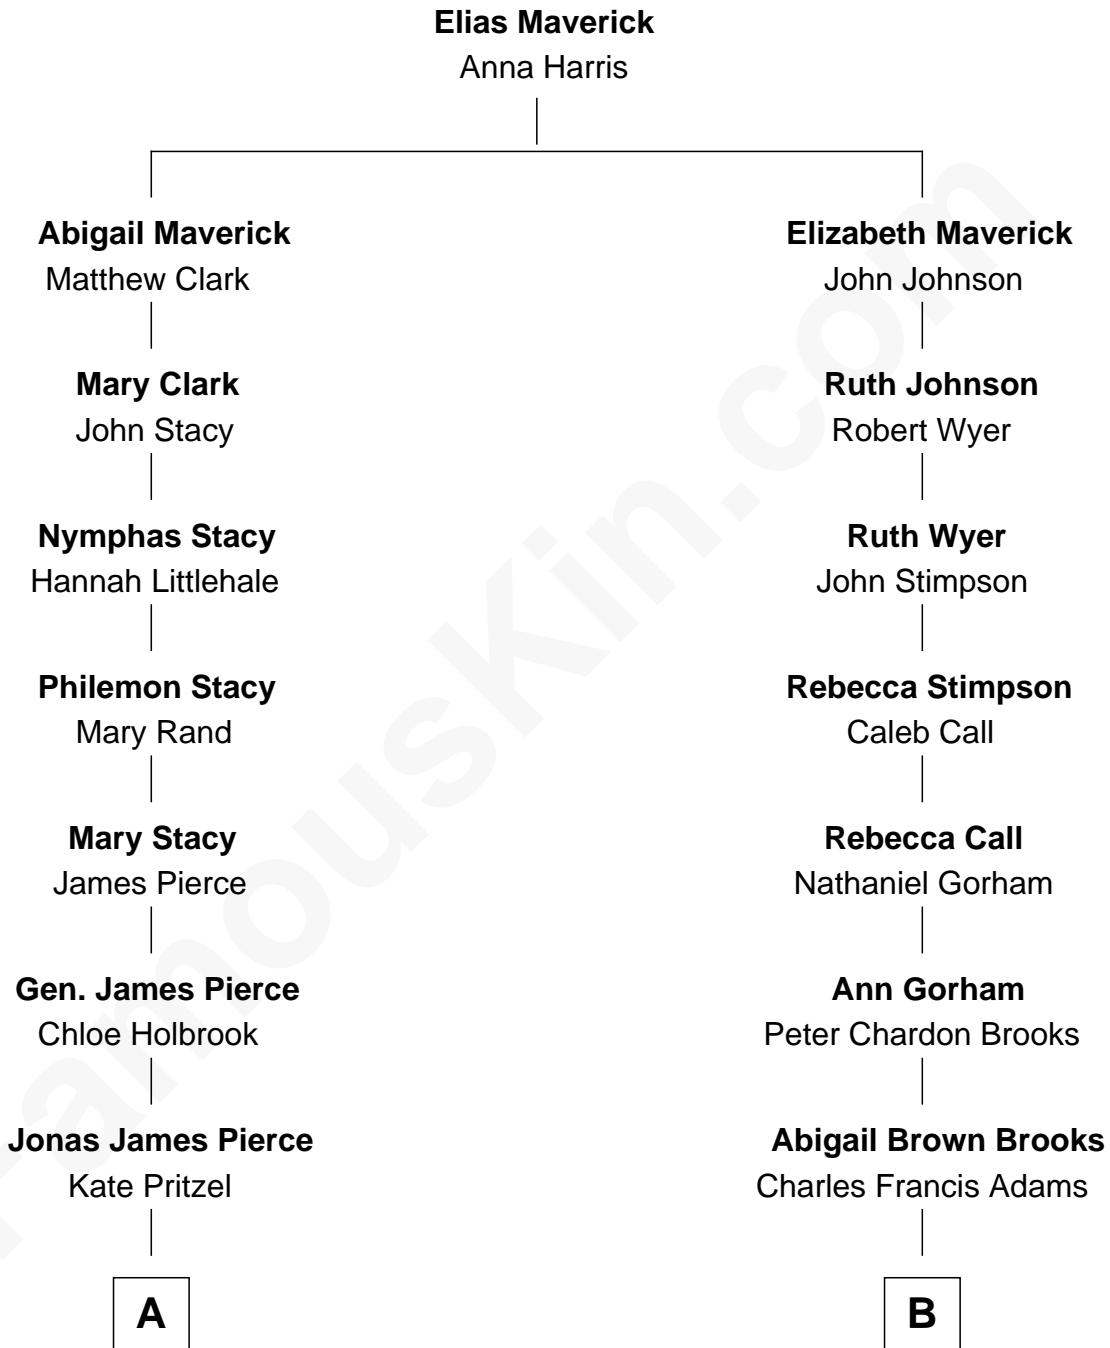 Elias Maverick
Anna Harris
Abigail Maverick
Matthew Clark
Elizabeth Maverick
John Johnson
Mary Clark
John Stacy
Ruth Johnson
Robert Wyer
Nymphas Stacy
Hannah Littlehale
Ruth Wyer
John Stimpson
Philemon Stacy
Mary Rand
Rebecca Stimpson
Caleb Call
Mary Stacy
James Pierce
Rebecca Call
Nathaniel Gorham
Gen. James Pierce
Chloe Holbrook
Ann Gorham
Peter Chardon Brooks
Jonas James Pierce
Kate Pritzel
Abigail Brown Brooks
Charles Francis Adams
A
B
FamousKin.com